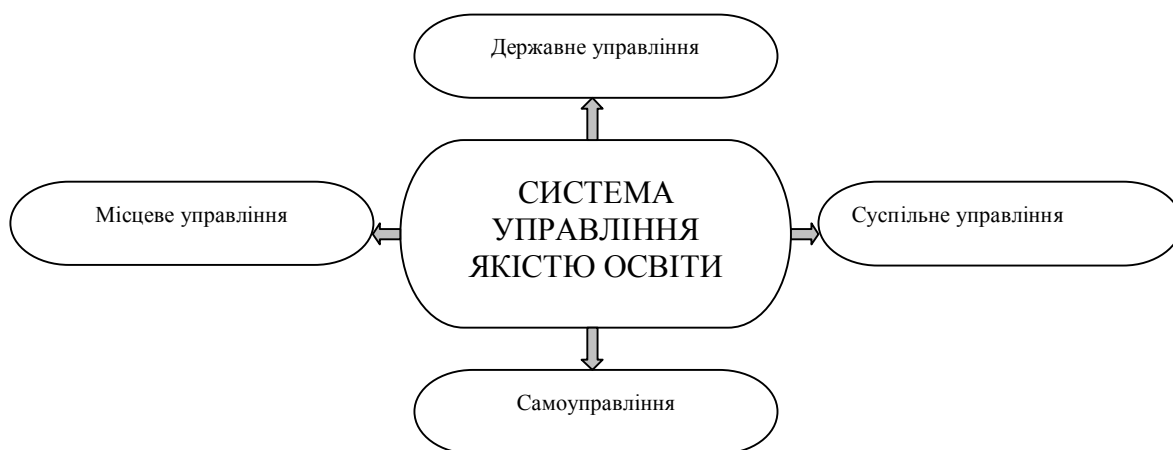 Державне управління
СИСТЕМА
УПРАВЛІННЯ
ЯКІСТЮ ОСВІТИ
Місцеве управління
Суспільне управління
Самоуправління